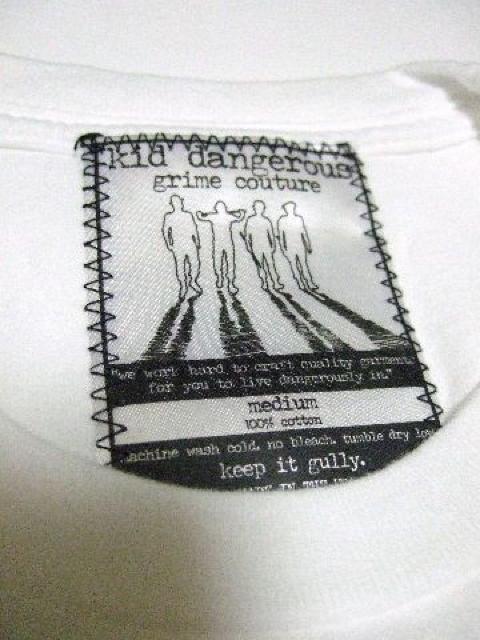 kid dangerous
grime couture
"we work hard to craft quality garments
for you to live dangerously in."
medium
100% cotton
machine wash cold. no bleach. tumble dry low
keep it gully.